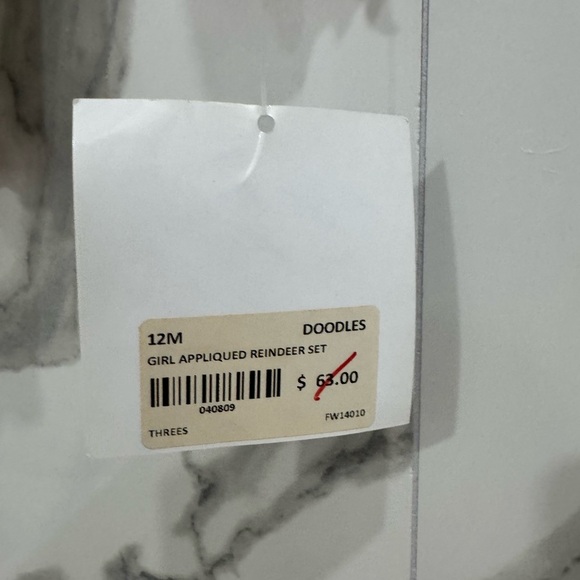 12M DOODLES
GIRL APPLIQUED REINDEER SET
$ 63.00
040809
THREES FW14010